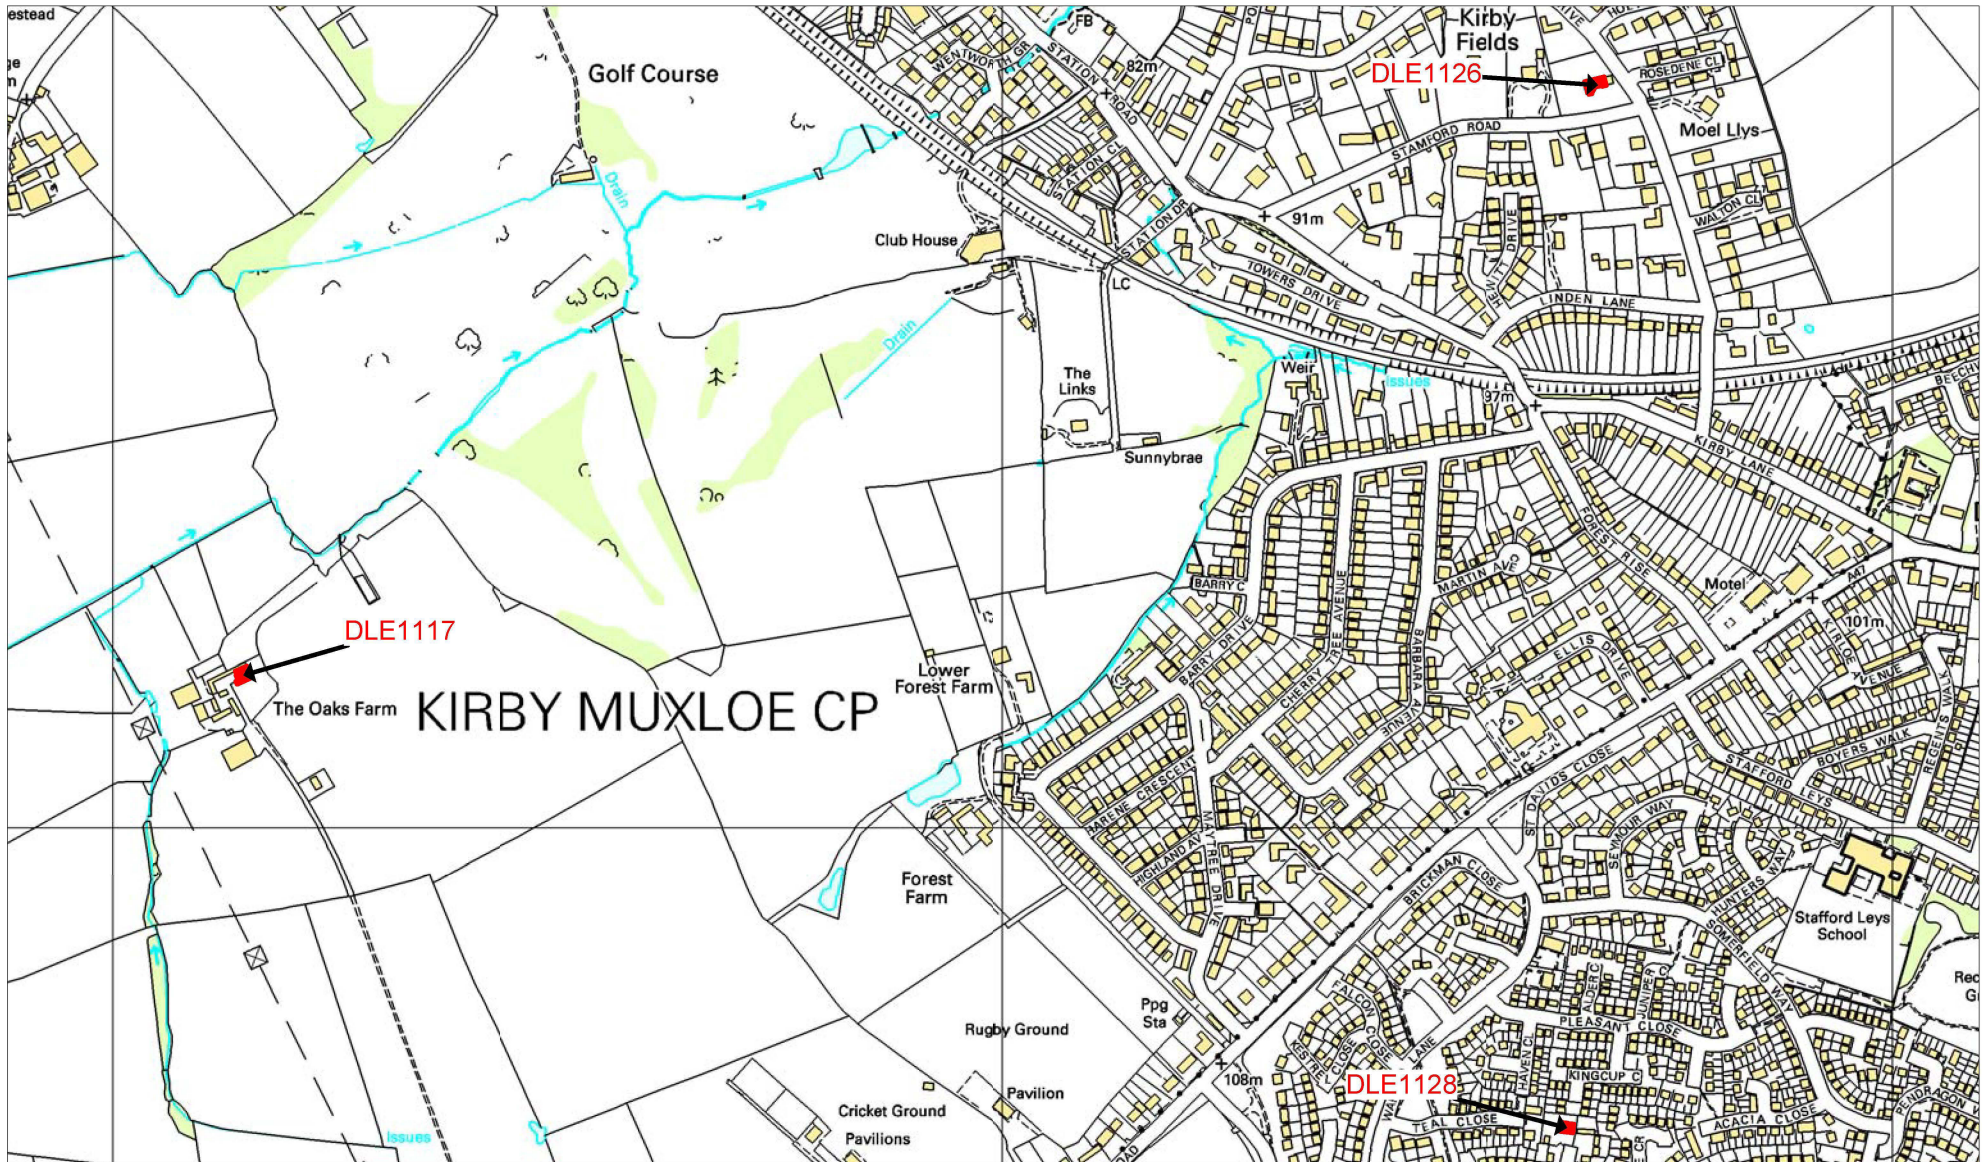 estead
Golf Course
WENTWORTH GR
FB
STATION ROAD
82m
Kirby
Fields
DRIVE
DLE1126
ROSEDENE CL
Moel Llys
STAMFORD ROAD
STATION CL
STATION DR
91m
WALTON CL
HEWITT DRIVE
Drain
Club House
LC
TOWERS DRIVE
LINDEN LANE
Drain
The
Links
Weir
Issues
97m
Sunnybrae
KIRBY LANE
FOREST RISE
BARRY C
MARTIN AVE
Motel
A47
101m
DLE1117
BARRY DRIVE
CHERRY TREE AVENUE
BARBARA AVENUE
ELLIS DRIVE
KIRLOE AVENUE
REGENTS WALK
Lower
Forest Farm
The Oaks Farm
KIRBY MUXLOE CP
ST DAVIDS CLOSE
STAFFORD LEYS
BOYERS WALK
HARENE CRESCENT
MAYTREE DRIVE
HIGHLAND AV
SEYMOUR WAY
HUNTERS WAY
BRICKMAN CLOSE
Forest
Farm
Stafford Leys
School
SOMERFIELD WAY
ALDER C
JUNIPER C
FALCON CLOSE
KESTREL CLOSE
LANE
PLEASANT CLOSE
Ppg
Sta
Rugby Ground
108m
HAVEN CL
KINGCUP C
DLE1128
Pavilion
Cricket Ground
Pavilions
TEAL CLOSE
ACACIA CLOSE
PENDRAGON
Issues
OAD